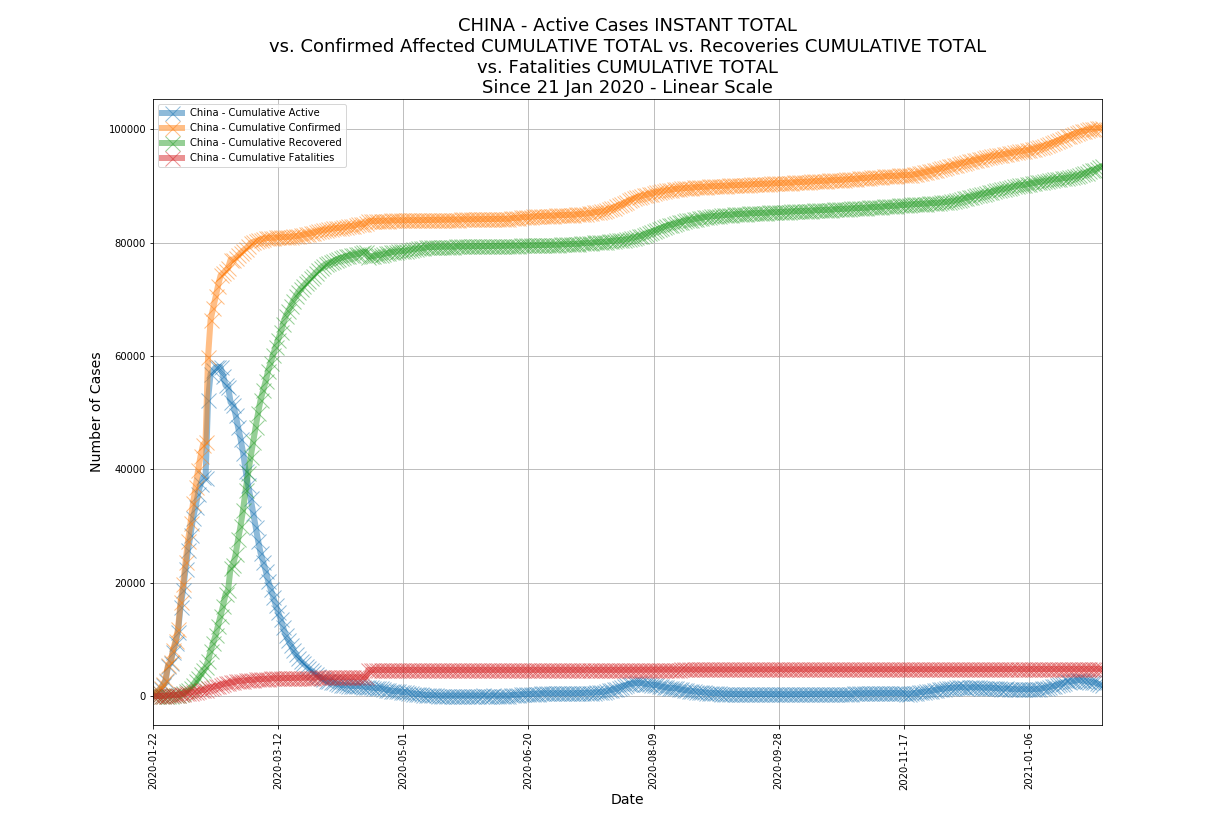 CHINA - Active Cases INSTANT TOTAL
vs. Confirmed Affected CUMULATIVE TOTAL vs. Recoveries CUMULATIVE TOTAL
vs. Fatalities CUMULATIVE TOTAL
Since 21 Jan 2020 - Linear Scale
China - Cumulative Active
China - Cumulative Confirmed
China - Cumulative Recovered
China - Cumulative Fatalities
Number of Cases
100000
80000
60000
40000
20000
0
2020-01-22
2020-03-12
2020-05-01
2020-06-20
2020-08-09
2020-09-28
2020-11-17
2021-01-06
Date